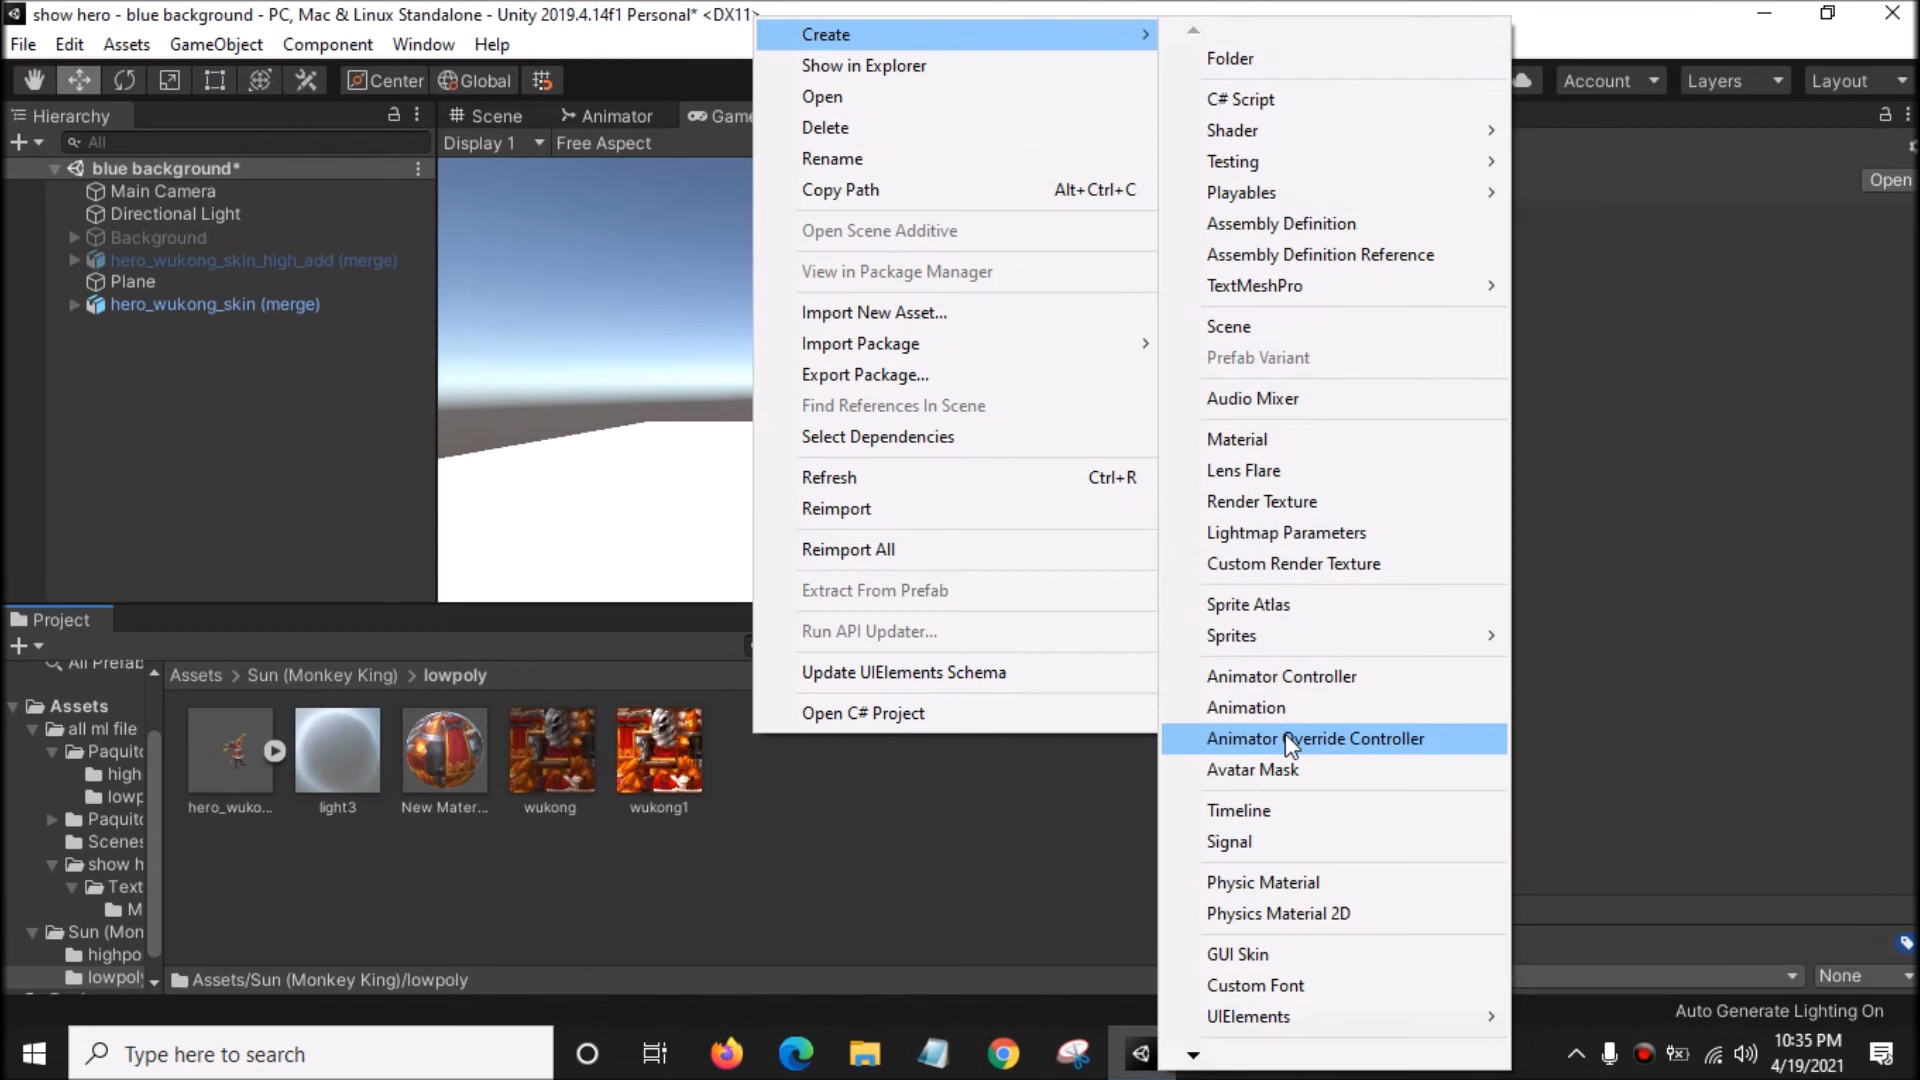 show hero - blue background - PC, Mac & Linux Standalone - Unity 2019.4.14f1 Personal* <DX11>
File Edit Assets GameObject Component Window Help
Center Global
Account Layers Layout
Hierarchy
All
blue background*
Main Camera
Directional Light
Background
hero_wukong_skin_high_add (merge)
Plane
hero_wukong_skin (merge)
Scene Animator Game
Display 1 Free Aspect
Create
Show in Explorer
Open
Delete
Rename
Copy Path Alt+Ctrl+C
Open Scene Additive
View in Package Manager
Import New Asset...
Import Package
Export Package...
Find References In Scene
Select Dependencies
Refresh Ctrl+R
Reimport
Reimport All
Extract From Prefab
Run API Updater...
Update UIElements Schema
Open C# Project
Folder
C# Script
Shader
Testing
Playables
Assembly Definition
Assembly Definition Reference
TextMeshPro
Scene
Prefab Variant
Audio Mixer
Material
Lens Flare
Render Texture
Lightmap Parameters
Custom Render Texture
Sprite Atlas
Sprites
Animator Controller
Animation
Animator Override Controller
Avatar Mask
Timeline
Signal
Physic Material
Physics Material 2D
GUI Skin
Custom Font
UIElements
Open
Project
All Prefab
Assets
all ml file
Paquito
high
lowp
Paquito
Scenes
show h
Text
M
Sun (Mon
highpo
lowpoly
Assets > Sun (Monkey King) > lowpoly
hero_wuko...
light3
New Mater...
wukong
wukong1
Assets/Sun (Monkey King)/lowpoly
None
Auto Generate Lighting On
Type here to search
10:35 PM
4/19/2021